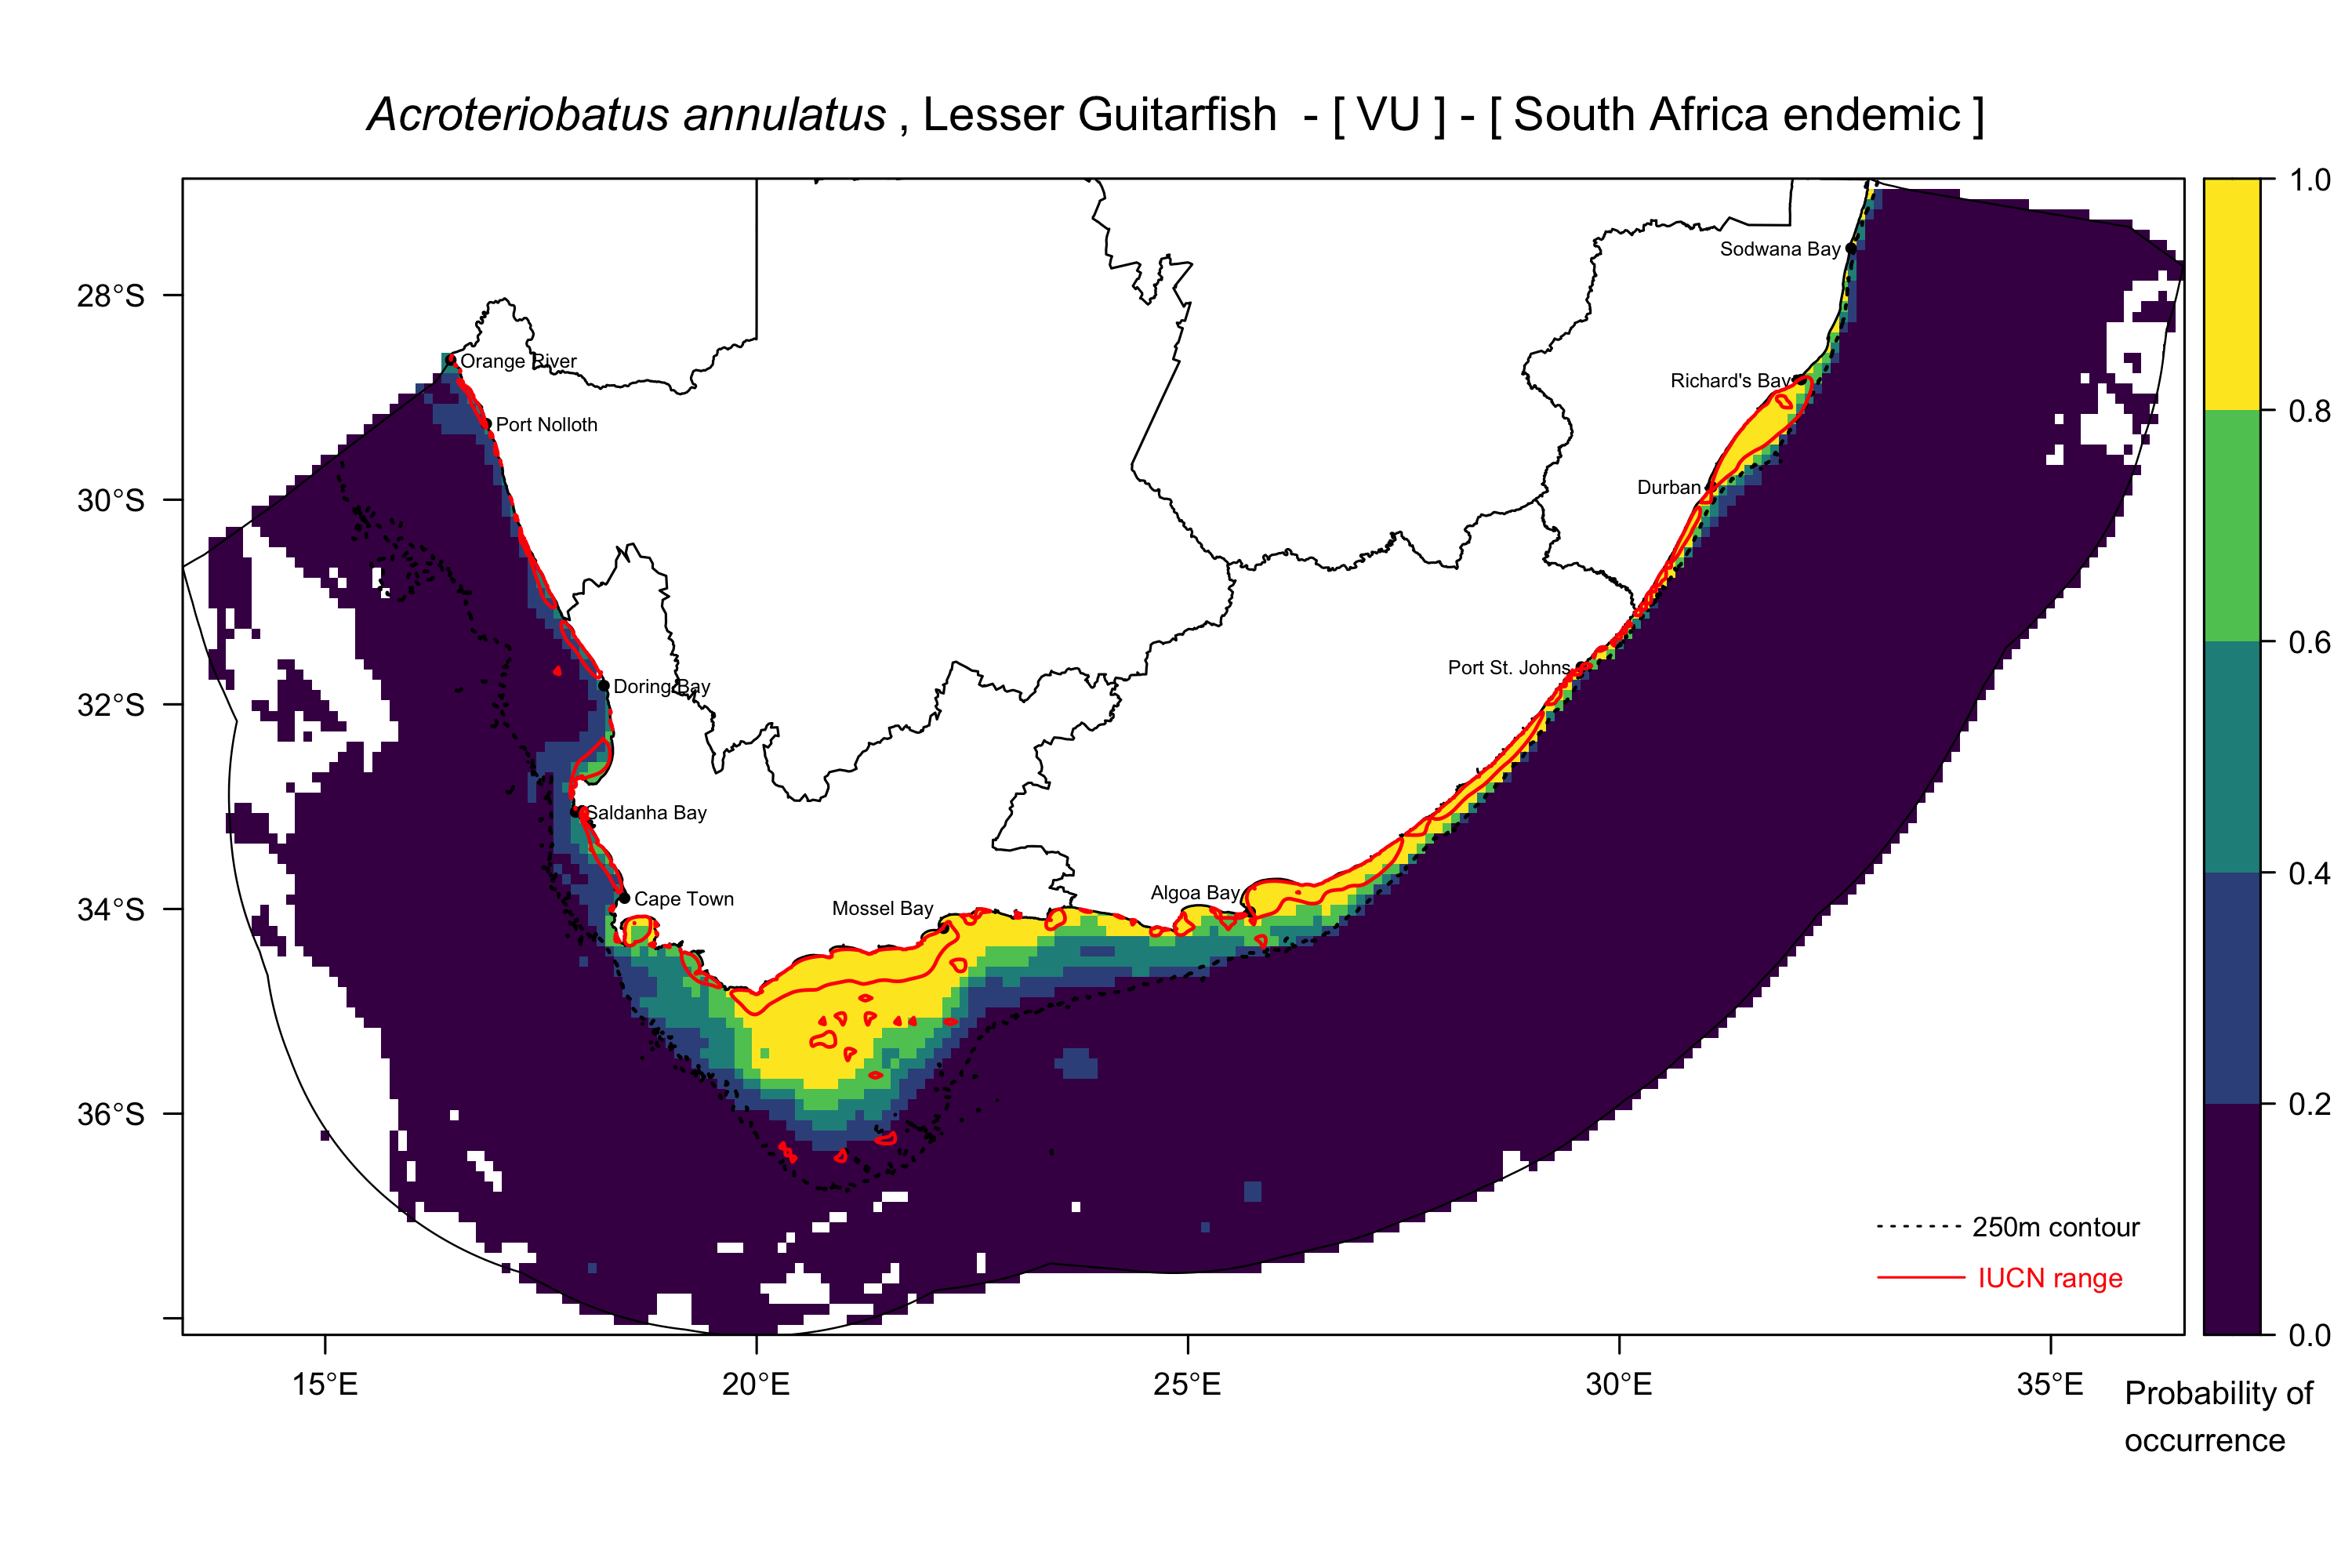 Acroteriobatus annulatus , Lesser Guitarfish - [ VU ] - [ South Africa endemic ]
1.0
Sodwana Bay
28°S
Orange River
Richard's Bay
0.8
Port Nolloth
Durban
30°S
0.6
Port St. Johns
Doring Bay
32°S
Saldanha Bay
0.4
Algoa Bay
Cape Town
Mossel Bay
34°S
0.2
36°S
250m contour
IUCN range
0.0
15°E
20°E
25°E
30°E
35°E
Probability of
occurrence